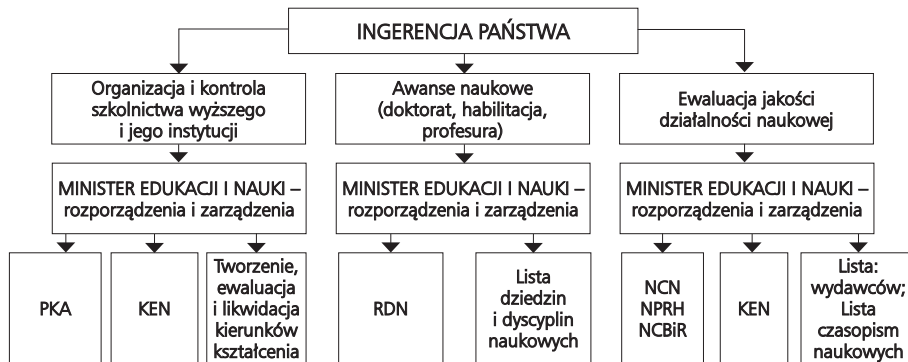 INGERENCJA PAŃSTWA
Organizacja i kontrola
szkolnictwa wyższego
i jego instytucji
Awanse naukowe
(doktorat, habilitacja,
profesura)
Ewaluacja jakości
działalności naukowej
MINISTER EDUKACJI I NAUKI –
rozporządzenia i zarządzenia
MINISTER EDUKACJI I NAUKI –
rozporządzenia i zarządzenia
MINISTER EDUKACJI I NAUKI –
rozporządzenia i zarządzenia
PKA
KEN
Tworzenie,
ewaluacja
i likwidacja
kierunków
kształcenia
RDN
Lista
dziedzin
i dyscyplin
naukowych
NCN
NPRH
NCBiR
KEN
Lista:
wydawców;
Lista
czasopism
naukowych